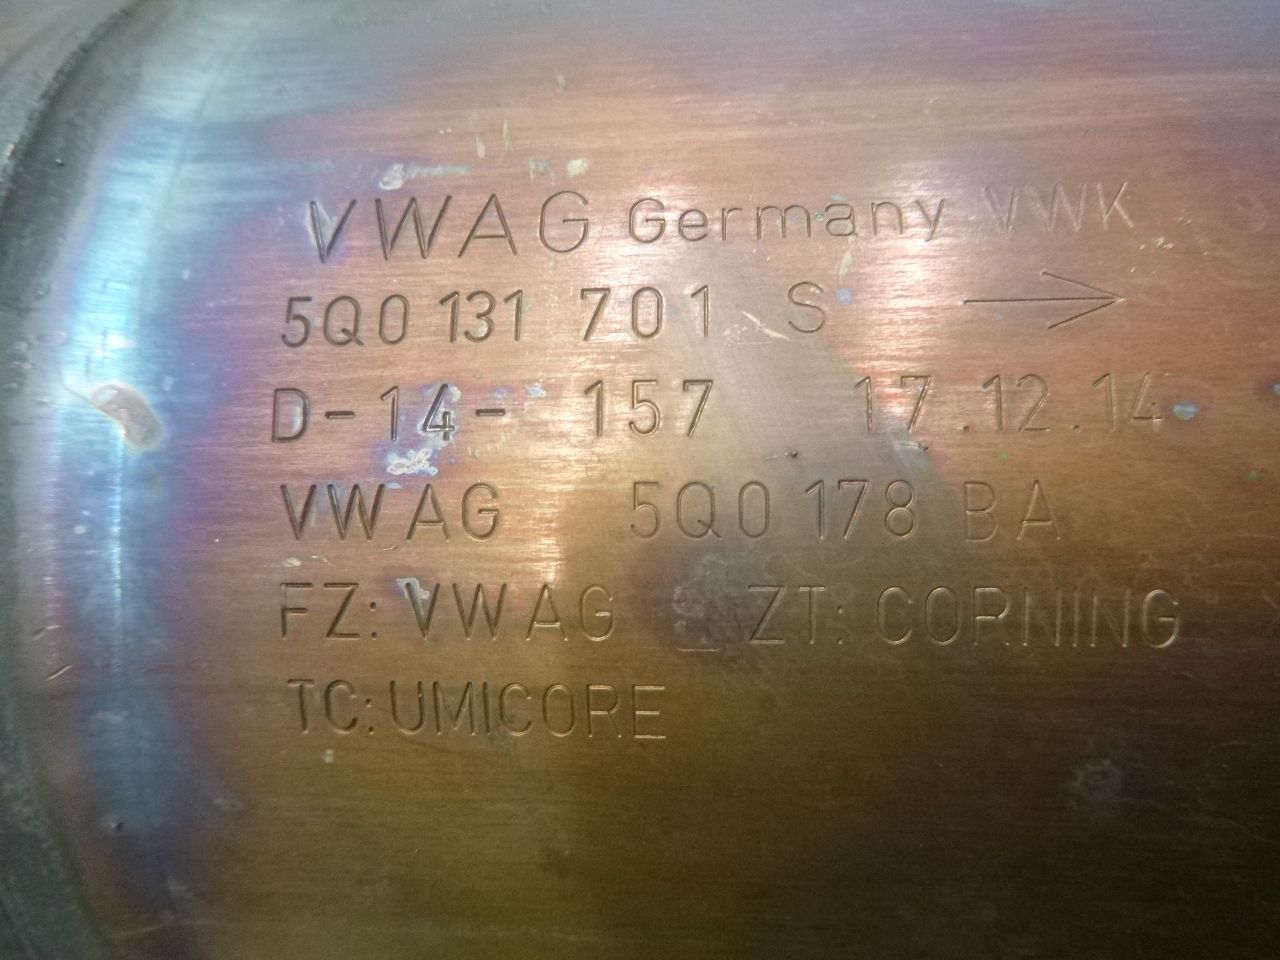 VWAG Germany VWK
5Q0 131 701 S
D-14- 157 17.12.14
VWAG 5Q0 178 BA
FZ: VWAG ZT: CORNING
TC: UMICORE